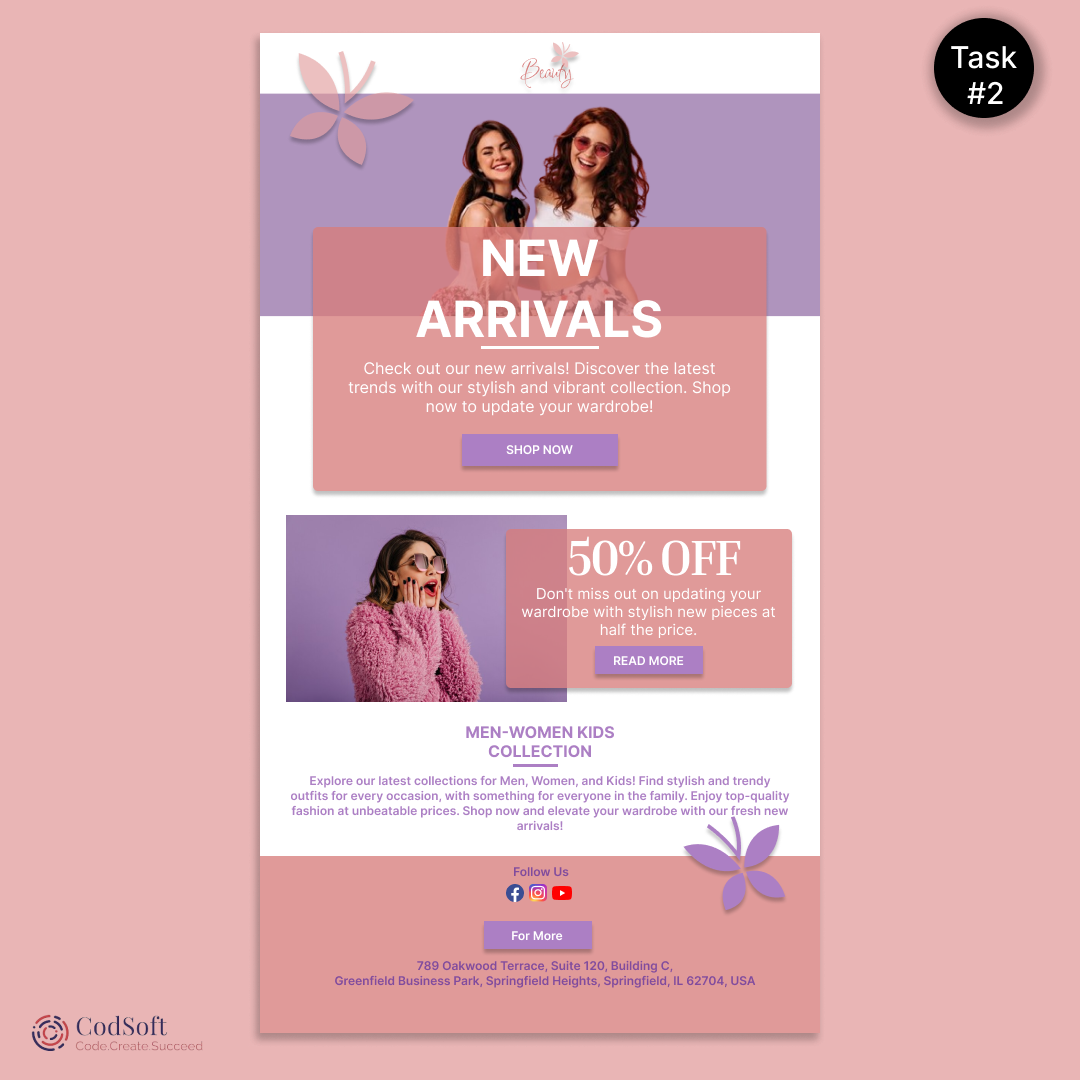 Task
#2
Beauty
NEW
ARRIVALS
Check out our new arrivals! Discover the latest
trends with our stylish and vibrant collection. Shop
now to update your wardrobe!
SHOP NOW
50% OFF
Don't miss out on updating your
wardrobe with stylish new pieces at
half the price.
READ MORE
MEN-WOMEN KIDS
COLLECTION
Explore our latest collections for Men, Women, and Kids! Find stylish and trendy
outfits for every occasion, with something for everyone in the family. Enjoy top-quality
fashion at unbeatable prices. Shop now and elevate your wardrobe with our fresh new
arrivals!
Follow Us
For More
789 Oakwood Terrace, Suite 120, Building C,
Greenfield Business Park, Springfield Heights, Springfield, IL 62704, USA
CodSoft
Code.Create.Succeed